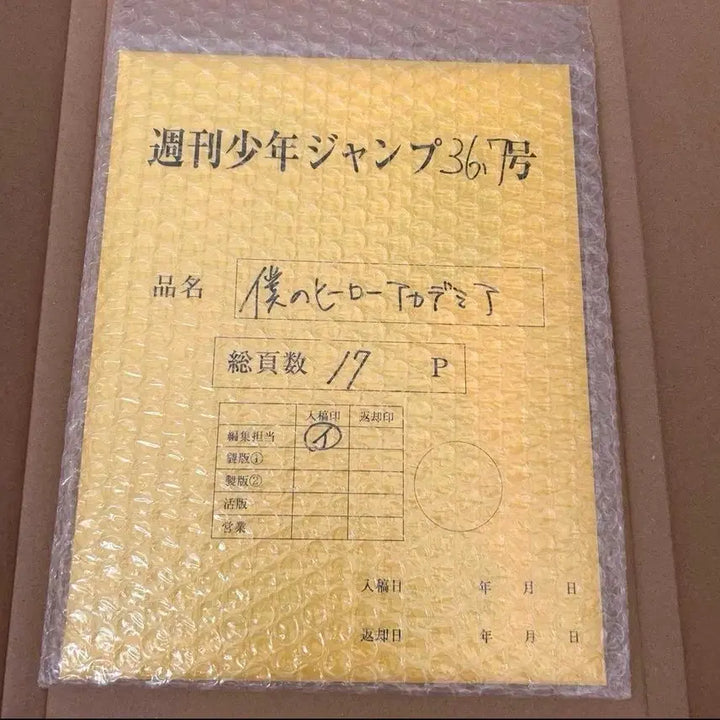 週刊少年ジャンプ36.7号
品名 僕のヒーローアカデミア
総頁数 17 P
入稿印 返却印
編集担当 イ
製版①
製版②
活版
営業
入稿日 年 月 日
返却日 年 月 日